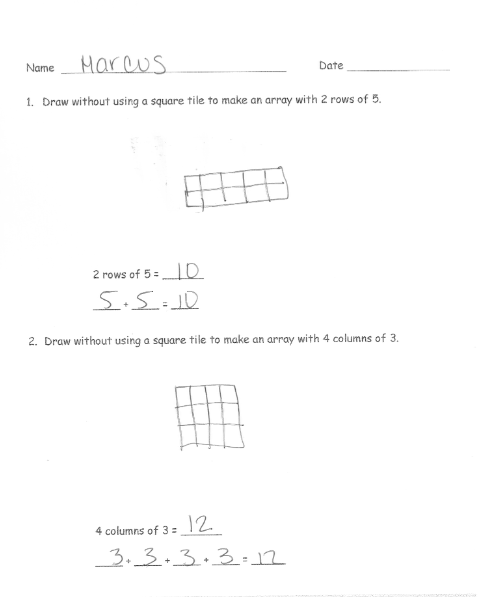 Name Marcus Date
1. Draw without using a square tile to make an array with 2 rows of 5.
2 rows of 5 = 10
5 + 5 = 10
2. Draw without using a square tile to make an array with 4 columns of 3.
4 columns of 3 = 12
3 + 3 + 3 + 3 = 12